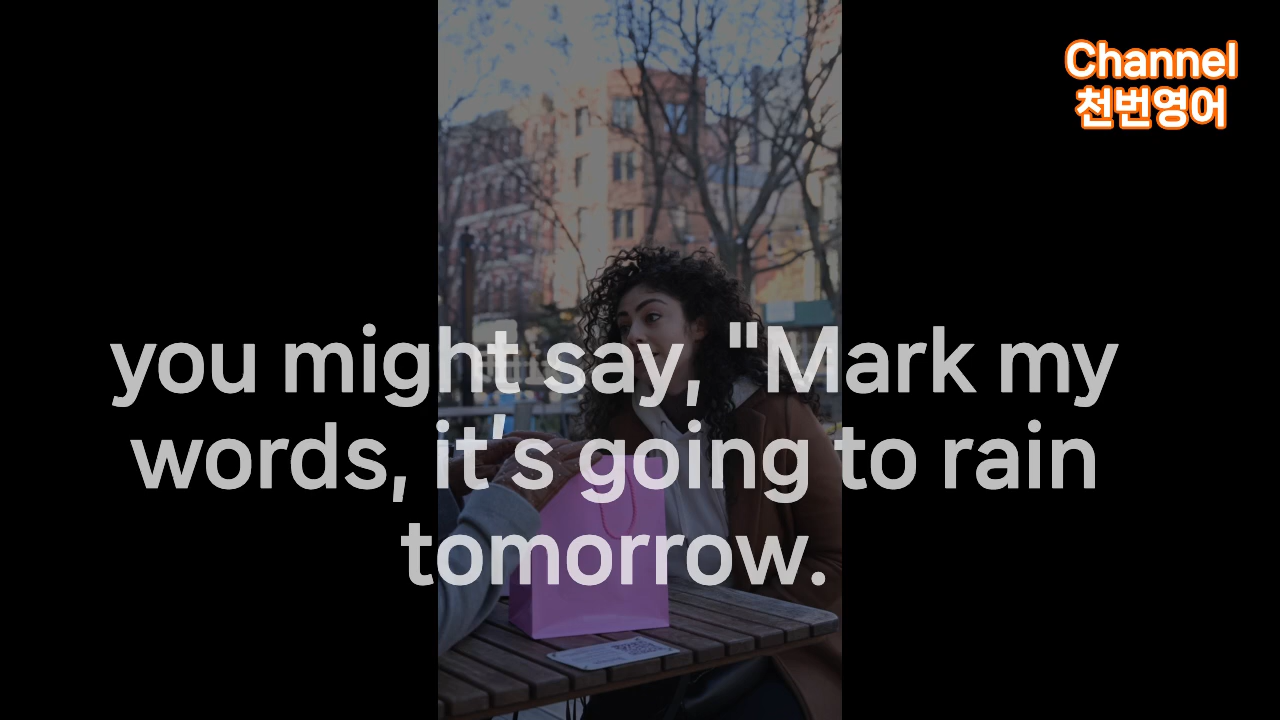 Channel
천번영어
you might say, "Mark my
words, it's going to rain
tomorrow.